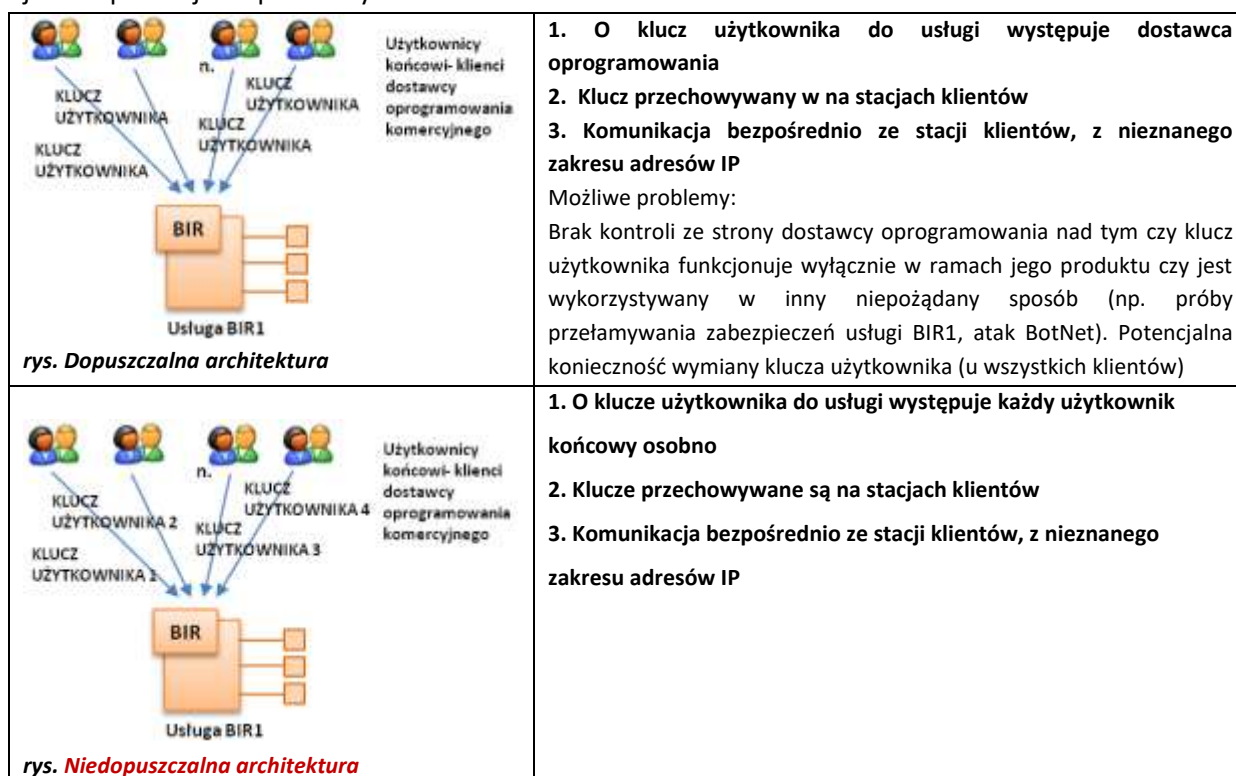 Użytkownicy
końcowi- klienci
dostawcy
oprogramowania
komercyjnego
n.
KLUCZ
UŻYTKOWNIKA
KLUCZ
UŻYTKOWNIKA
KLUCZ
UŻYTKOWNIKA
KLUCZ
UŻYTKOWNIKA
BIR
Usługa BIR1
rys. Dopuszczalna architektura
1. O klucz użytkownika do usługi występuje dostawca
oprogramowania
2. Klucz przechowywany w na stacjach klientów
3. Komunikacja bezpośrednio ze stacji klientów, z nieznanego
zakresu adresów IP
Możliwe problemy:
Brak kontroli ze strony dostawcy oprogramowania nad tym czy klucz
użytkownika funkcjonuje wyłącznie w ramach jego produktu czy jest
wykorzystywany w inny niepożądany sposób (np. próby
przełamywania zabezpieczeń usługi BIR1, atak BotNet). Potencjalna
konieczność wymiany klucza użytkownika (u wszystkich klientów)
Użytkownicy
końcowi- klienci
dostawcy
oprogramowania
komercyjnego
n.
KLUCZ
UŻYTKOWNIKA 2
KLUCZ
UŻYTKOWNIKA 4
KLUCZ
UŻYTKOWNIKA 3
KLUCZ
UŻYTKOWNIKA 1
BIR
Usługa BIR1
rys. Niedopuszczalna architektura
1. O klucze użytkownika do usługi występuje każdy użytkownik
końcowy osobno
2. Klucze przechowywane są na stacjach klientów
3. Komunikacja bezpośrednio ze stacji klientów, z nieznanego
zakresu adresów IP